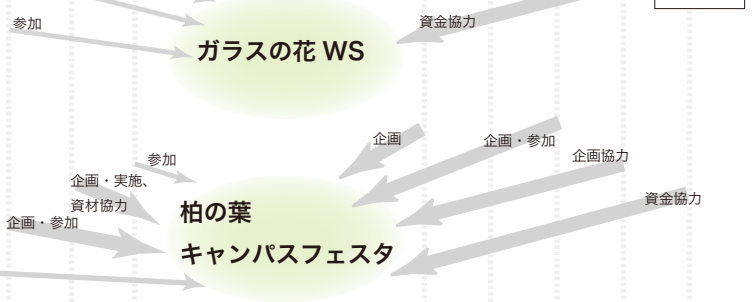 参加
資金協力
ガラスの花 WS
企画
企画・参加
参加
企画協力
企画・実施、
資材協力
資金協力
企画・参加
柏の葉
キャンパスフェスタ